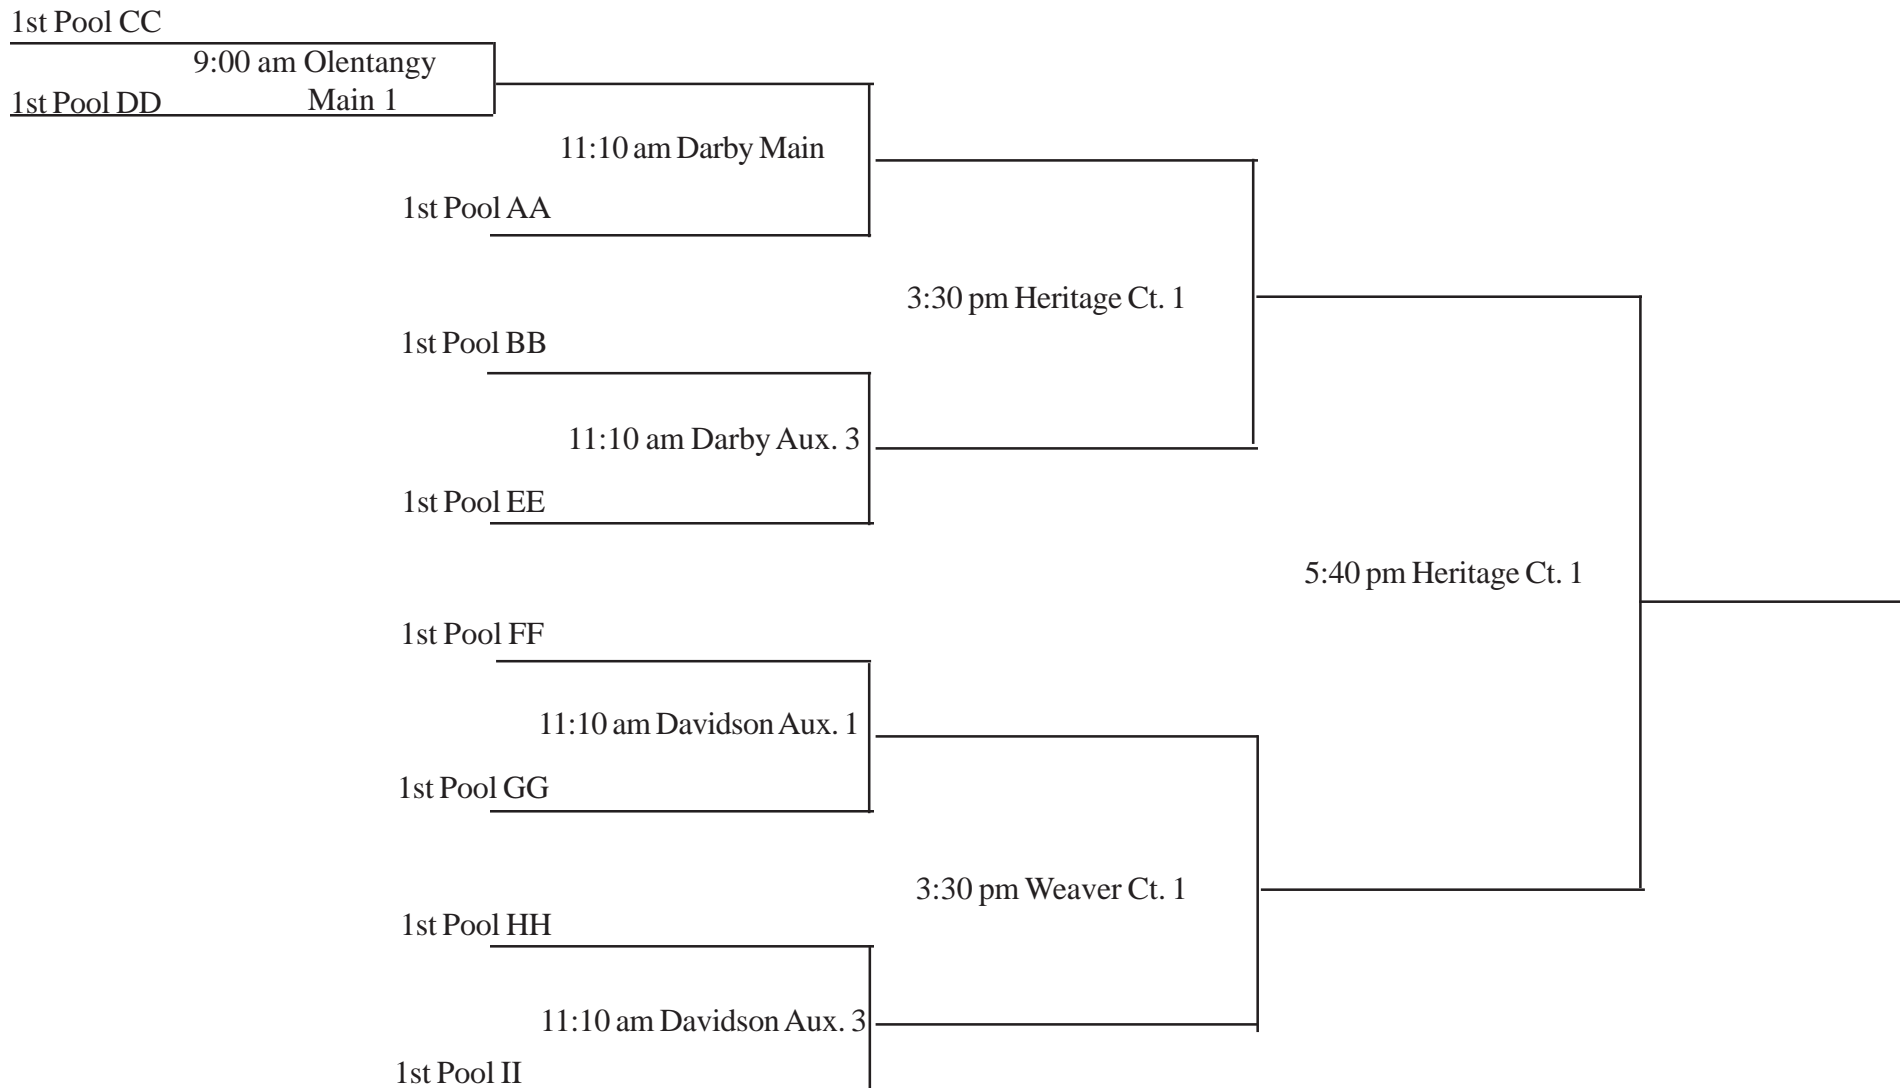 1st Pool CC
9:00 am Olentangy
Main 1
1st Pool DD
11:10 am Darby Main
1st Pool AA
3:30 pm Heritage Ct. 1
1st Pool BB
11:10 am Darby Aux. 3
1st Pool EE
5:40 pm Heritage Ct. 1
1st Pool FF
11:10 am Davidson Aux. 1
1st Pool GG
3:30 pm Weaver Ct. 1
1st Pool HH
11:10 am Davidson Aux. 3
1st Pool II